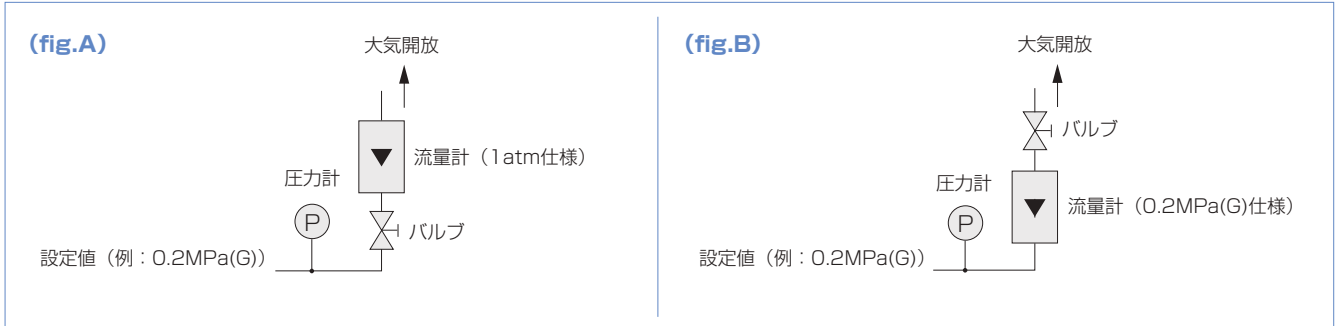 (fig.A)
大気開放
流量計（1atm仕様）
圧力計
P
バルブ
設定値（例：0.2MPa(G)）
(fig.B)
大気開放
バルブ
圧力計
P
流量計（0.2MPa(G)仕様）
設定値（例：0.2MPa(G)）